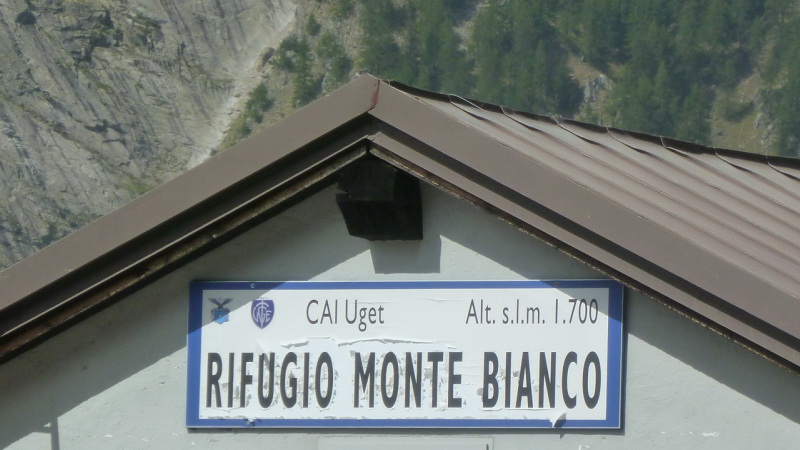 CAI Uget Alt. s.l.m. 1.700
RIFUGIO MONTE BIANCO